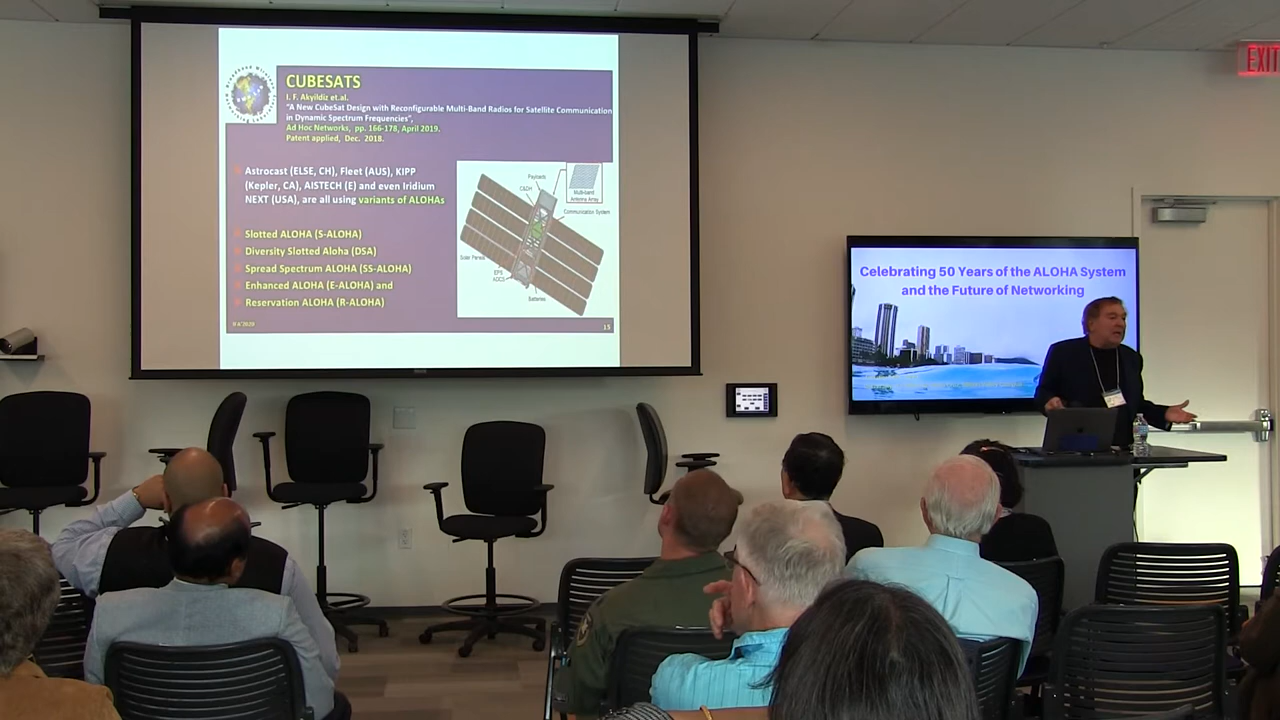 CUBESATS
I. F. Akyildiz et.al.
"A New CubeSat Design with Reconfigurable Multi-Band Radios for Satellite Communication
in Dynamic Spectrum Frequencies",
Ad Hoc Networks, pp. 166-178, April 2019.
Patent applied, Dec. 2018.
Astrocast (ELSE, CH), Fleet (AUS), KIPP
(Kepler, CA), AISTECH (E) and even Iridium
NEXT (USA), are all using variants of ALOHAs
Slotted ALOHA (S-ALOHA)
Diversity Slotted Aloha (DSA)
Spread Spectrum ALOHA (SS-ALOHA)
Enhanced ALOHA (E-ALOHA) and
Reservation ALOHA (R-ALOHA)
Payloads
C&DH
Multi-band
Antenna Array
Communication System
Solar Panels
EPS
ADCS
Batteries
15
EXIT
Celebrating 50 Years of the ALOHA System
and the Future of Networking